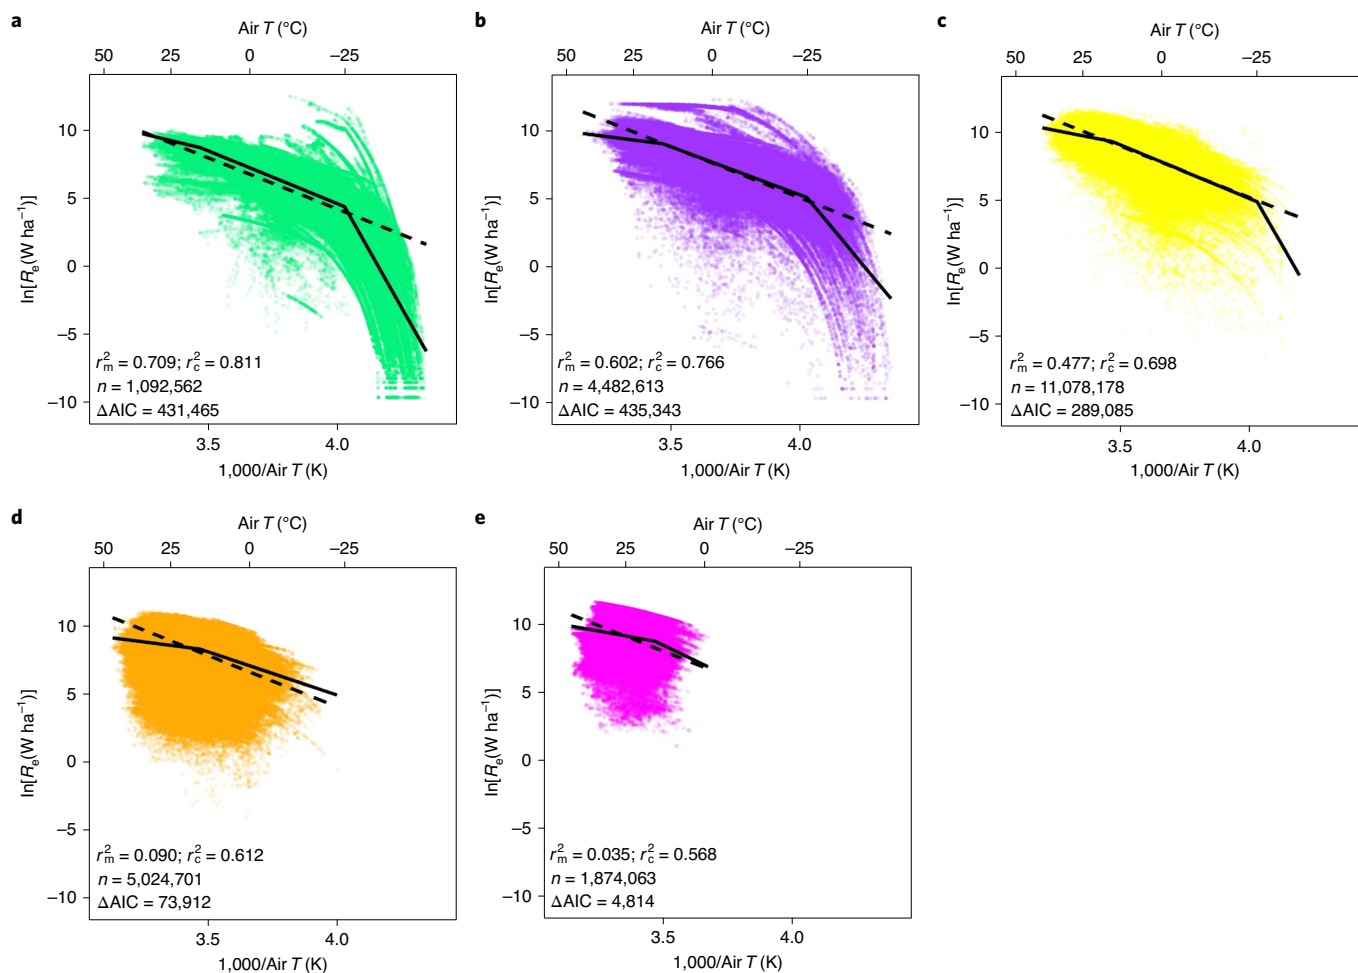 a
Air T (°C)
50 25 0 −25
10
5
0
−5
−10
ln[Re(W ha−1)]
r2m = 0.709; r2c = 0.811
n = 1,092,562
ΔAIC = 431,465
3.5 4.0
1,000/Air T (K)
b
Air T (°C)
50 25 0 −25
10
5
0
−5
−10
ln[Re(W ha−1)]
r2m = 0.602; r2c = 0.766
n = 4,482,613
ΔAIC = 435,343
3.5 4.0
1,000/Air T (K)
c
Air T (°C)
50 25 0 −25
10
5
0
−5
−10
ln[Re(W ha−1)]
r2m = 0.477; r2c = 0.698
n = 11,078,178
ΔAIC = 289,085
3.5 4.0
1,000/Air T (K)
d
Air T (°C)
50 25 0 −25
10
5
0
−5
−10
ln[Re(W ha−1)]
r2m = 0.090; r2c = 0.612
n = 5,024,701
ΔAIC = 73,912
3.5 4.0
1,000/Air T (K)
e
Air T (°C)
50 25 0 −25
10
5
0
−5
−10
ln[Re(W ha−1)]
r2m = 0.035; r2c = 0.568
n = 1,874,063
ΔAIC = 4,814
3.5 4.0
1,000/Air T (K)